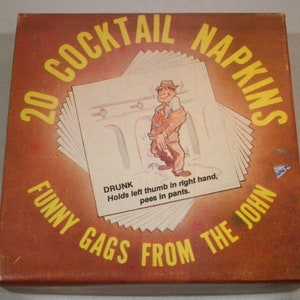 20 COCKTAIL NAPKINS
DRUNK
Holds left thumb in right hand,
pees in pants.
FUNNY GAGS FROM THE JOHN